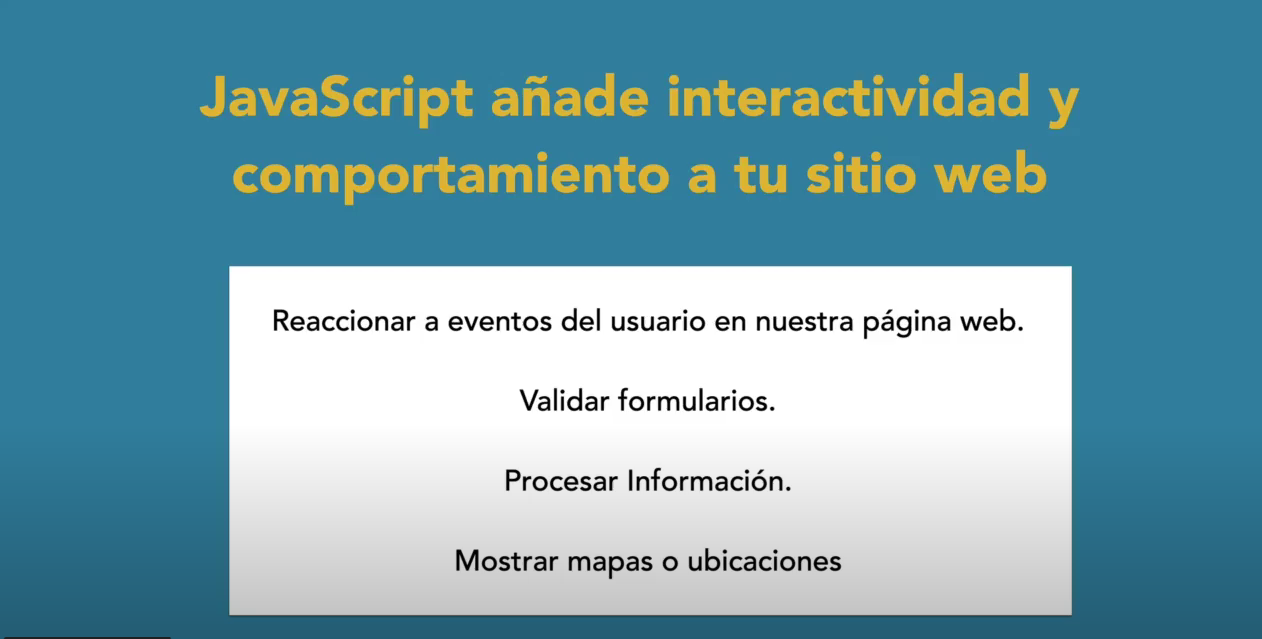 JavaScript añade interactividad y
comportamiento a tu sitio web
Reaccionar a eventos del usuario en nuestra página web.
Validar formularios.
Procesar Información.
Mostrar mapas o ubicaciones